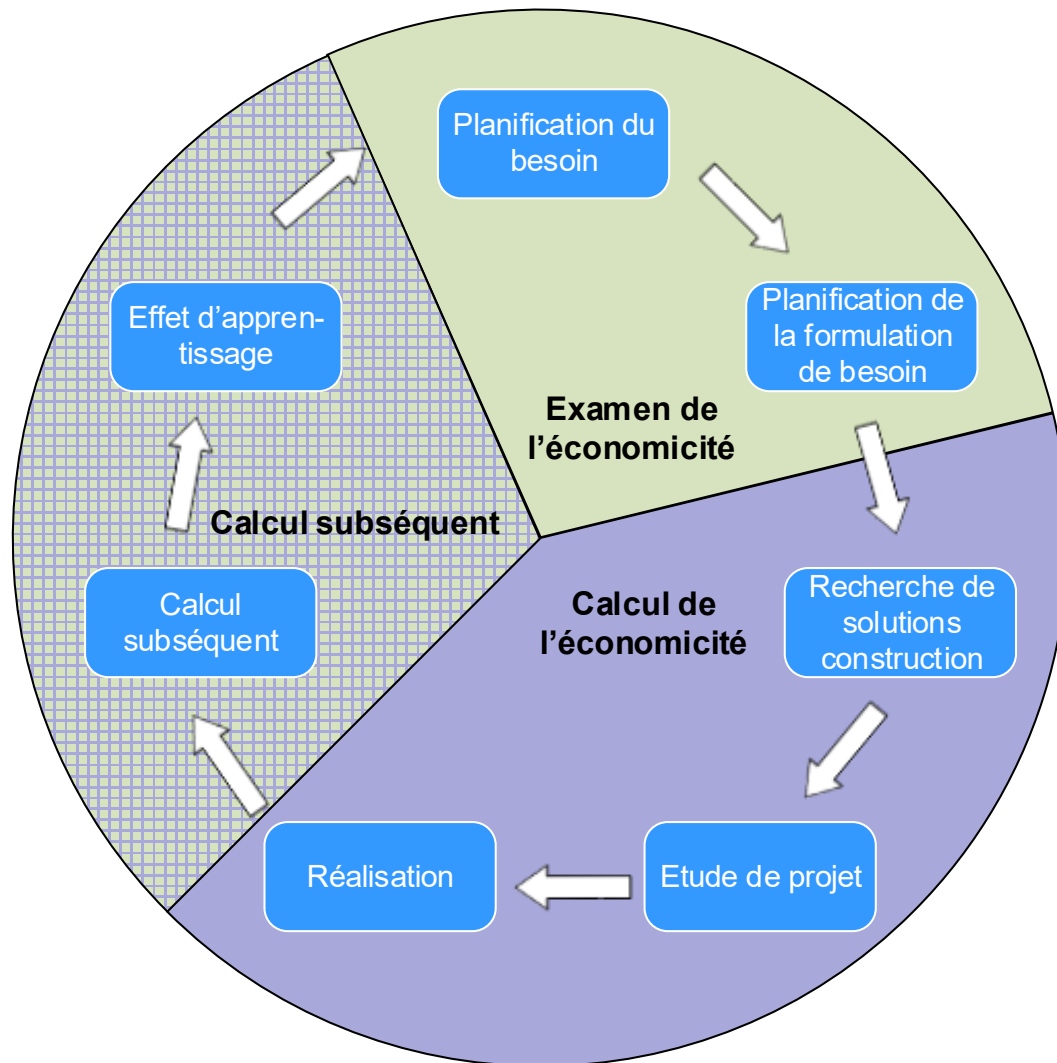 Planification du
besoin
Planification de
la formulation
de besoin
Examen de
l'économicité
Effet d'appren-
tissage
Calcul subséquent
Calcul
subséquent
Calcul de
l'économicité
Recherche de
solutions
construction
Réalisation
Etude de projet